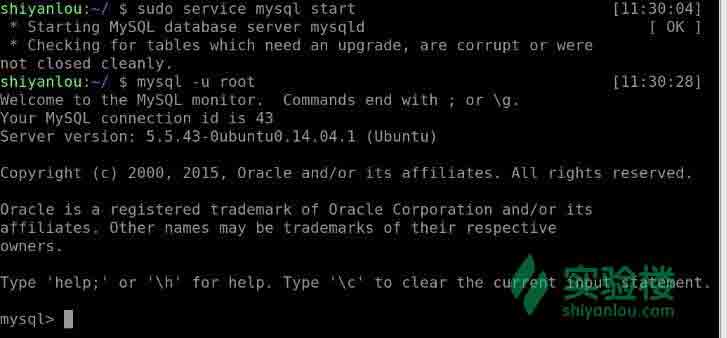 shiyanlou:~/ $ sudo service mysql start [11:30:04]
* Starting MySQL database server mysqld [ OK ]
* Checking for tables which need an upgrade, are corrupt or were
not closed cleanly.
shiyanlou:~/ $ mysql -u root [11:30:28]
Welcome to the MySQL monitor.  Commands end with ; or \g.
Your MySQL connection id is 43
Server version: 5.5.43-0ubuntu0.14.04.1 (Ubuntu)
Copyright (c) 2000, 2015, Oracle and/or its affiliates. All rights reserved.
Oracle is a registered trademark of Oracle Corporation and/or its
affiliates. Other names may be trademarks of their respective
owners.
Type 'help;' or '\h' for help. Type '\c' to clear the current input statement.
mysql>
实验楼
shiyanlou.com